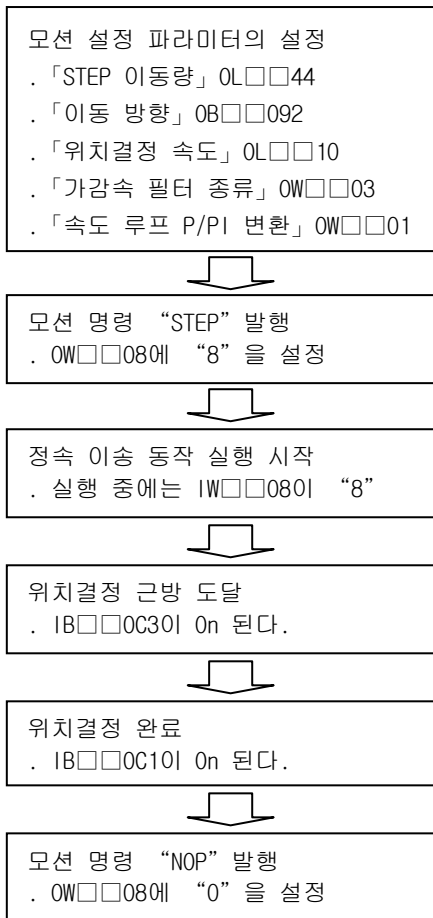 모션 설정 파라미터의 설정
.「STEP 이동량」OL□□44
.「이동 방향」OB□□092
.「위치결정 속도」OL□□10
.「가감속 필터 종류」OW□□03
.「속도 루프 P/PI 변환」OW□□01
모션 명령 “STEP”발행
. OW□□08에 “8”을 설정
정속 이송 동작 실행 시작
. 실행 중에는 IW□□08이 “8”
위치결정 근방 도달
. IB□□0C3이 On 된다.
위치결정 완료
. IB□□0C1이 On 된다.
모션 명령 “NOP”발행
. OW□□08에 “0”을 설정